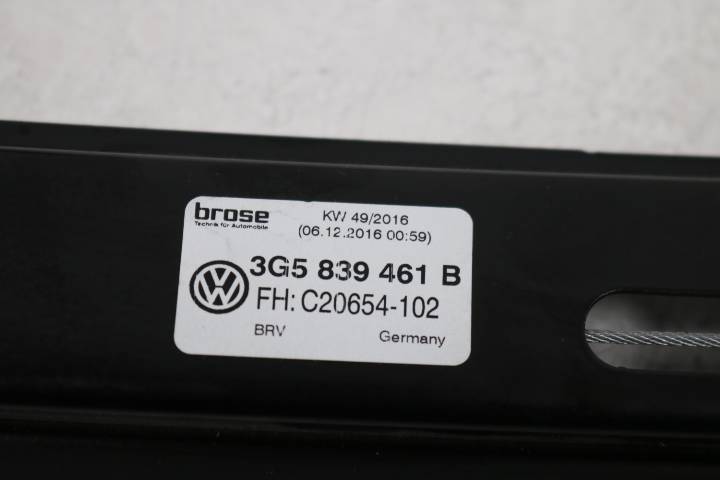 brose
Technik für Automobile
KW 49/2016
(06.12.2016 00:59)
3G5 839 461 B
FH: C20654-102
BRV
Germany